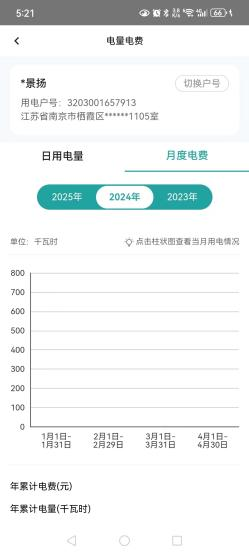 5:21
3.8 K/s
4G
66
电量电费
*景扬
切换户号
用电户号：3203001657913
江苏省南京市栖霞区******1105室
日用电量
月度电费
2025年
2024年
2023年
单位：千瓦时
点击柱状图查看当月用电情况
800
700
600
500
400
300
200
100
0
1月1日-
1月31日
2月1日-
2月29日
3月1日-
3月31日
4月1日-
4月30日
年累计电费(元)
年累计电量(千瓦时)